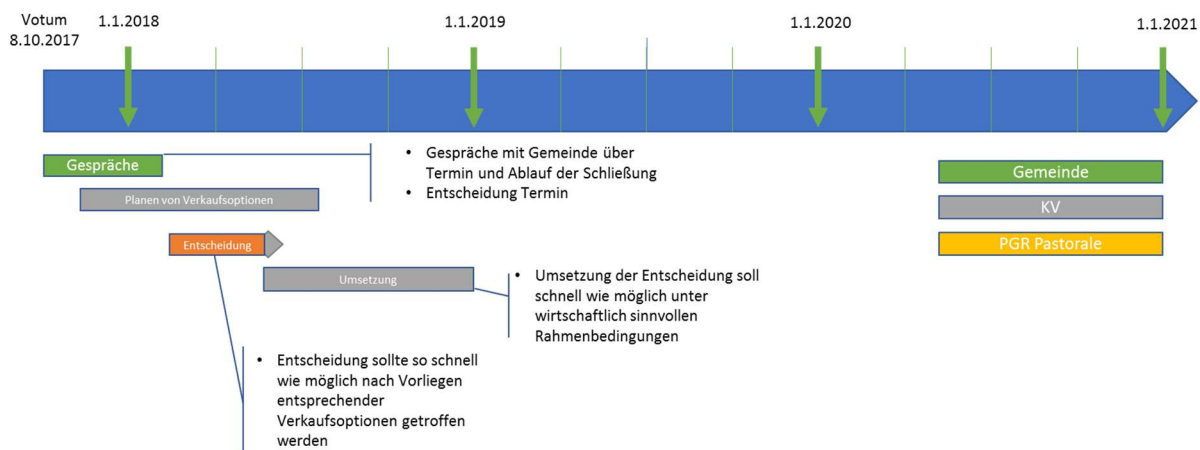 Votum
8.10.2017
1.1.2018
1.1.2019
1.1.2020
1.1.2021
Gespräche
• Gespräche mit Gemeinde über
Termin und Ablauf der Schließung
• Entscheidung Termin
Planen von Verkaufsoptionen
Entscheidung
Umsetzung
• Umsetzung der Entscheidung soll
schnell wie möglich unter
wirtschaftlich sinnvollen
Rahmenbedingungen
• Entscheidung sollte so schnell
wie möglich nach Vorliegen
entsprechender
Verkaufsoptionen getroffen
werden
Gemeinde
KV
PGR Pastorale